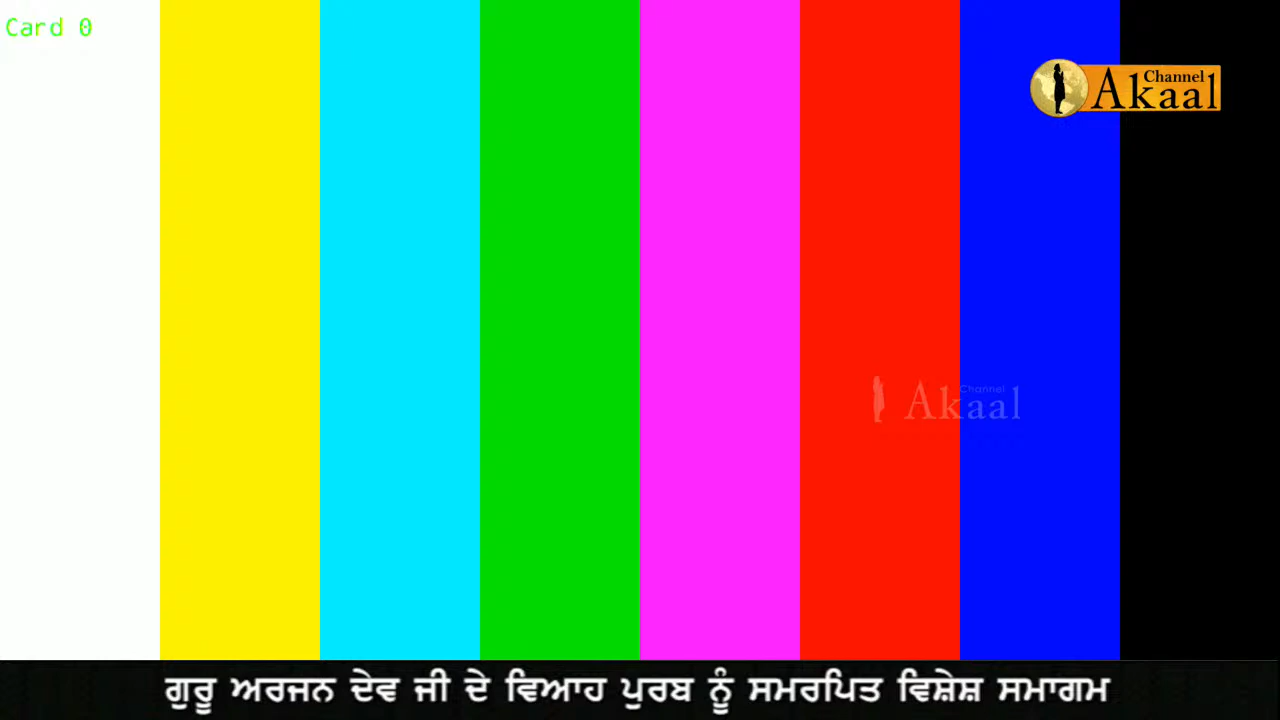 Card 0
Channel
Akaal
Channel
Akaal
ਗੁਰੂ ਅਰਜਨ ਦੇਵ ਜੀ ਦੇ ਵਿਆਹ ਪੁਰਬ ਨੂੰ ਸਮਰਪਿਤ ਵਿਸ਼ੇਸ਼ ਸਮਾਗਮ